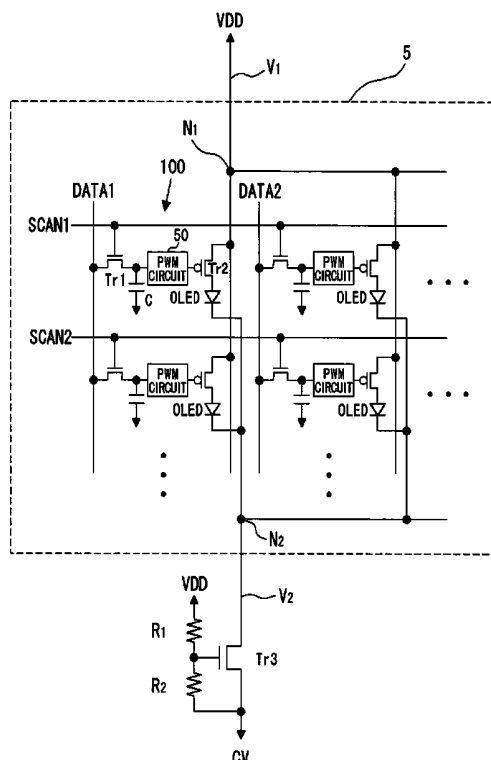 VDD
V1
5
N1
100
DATA1
DATA2
SCAN1
50
PWM CIRCUIT
Tr2
PWM CIRCUIT
Tr1
C
OLED
OLED
SCAN2
PWM CIRCUIT
PWM CIRCUIT
OLED
OLED
N2
VDD
V2
R1
Tr3
R2
CV